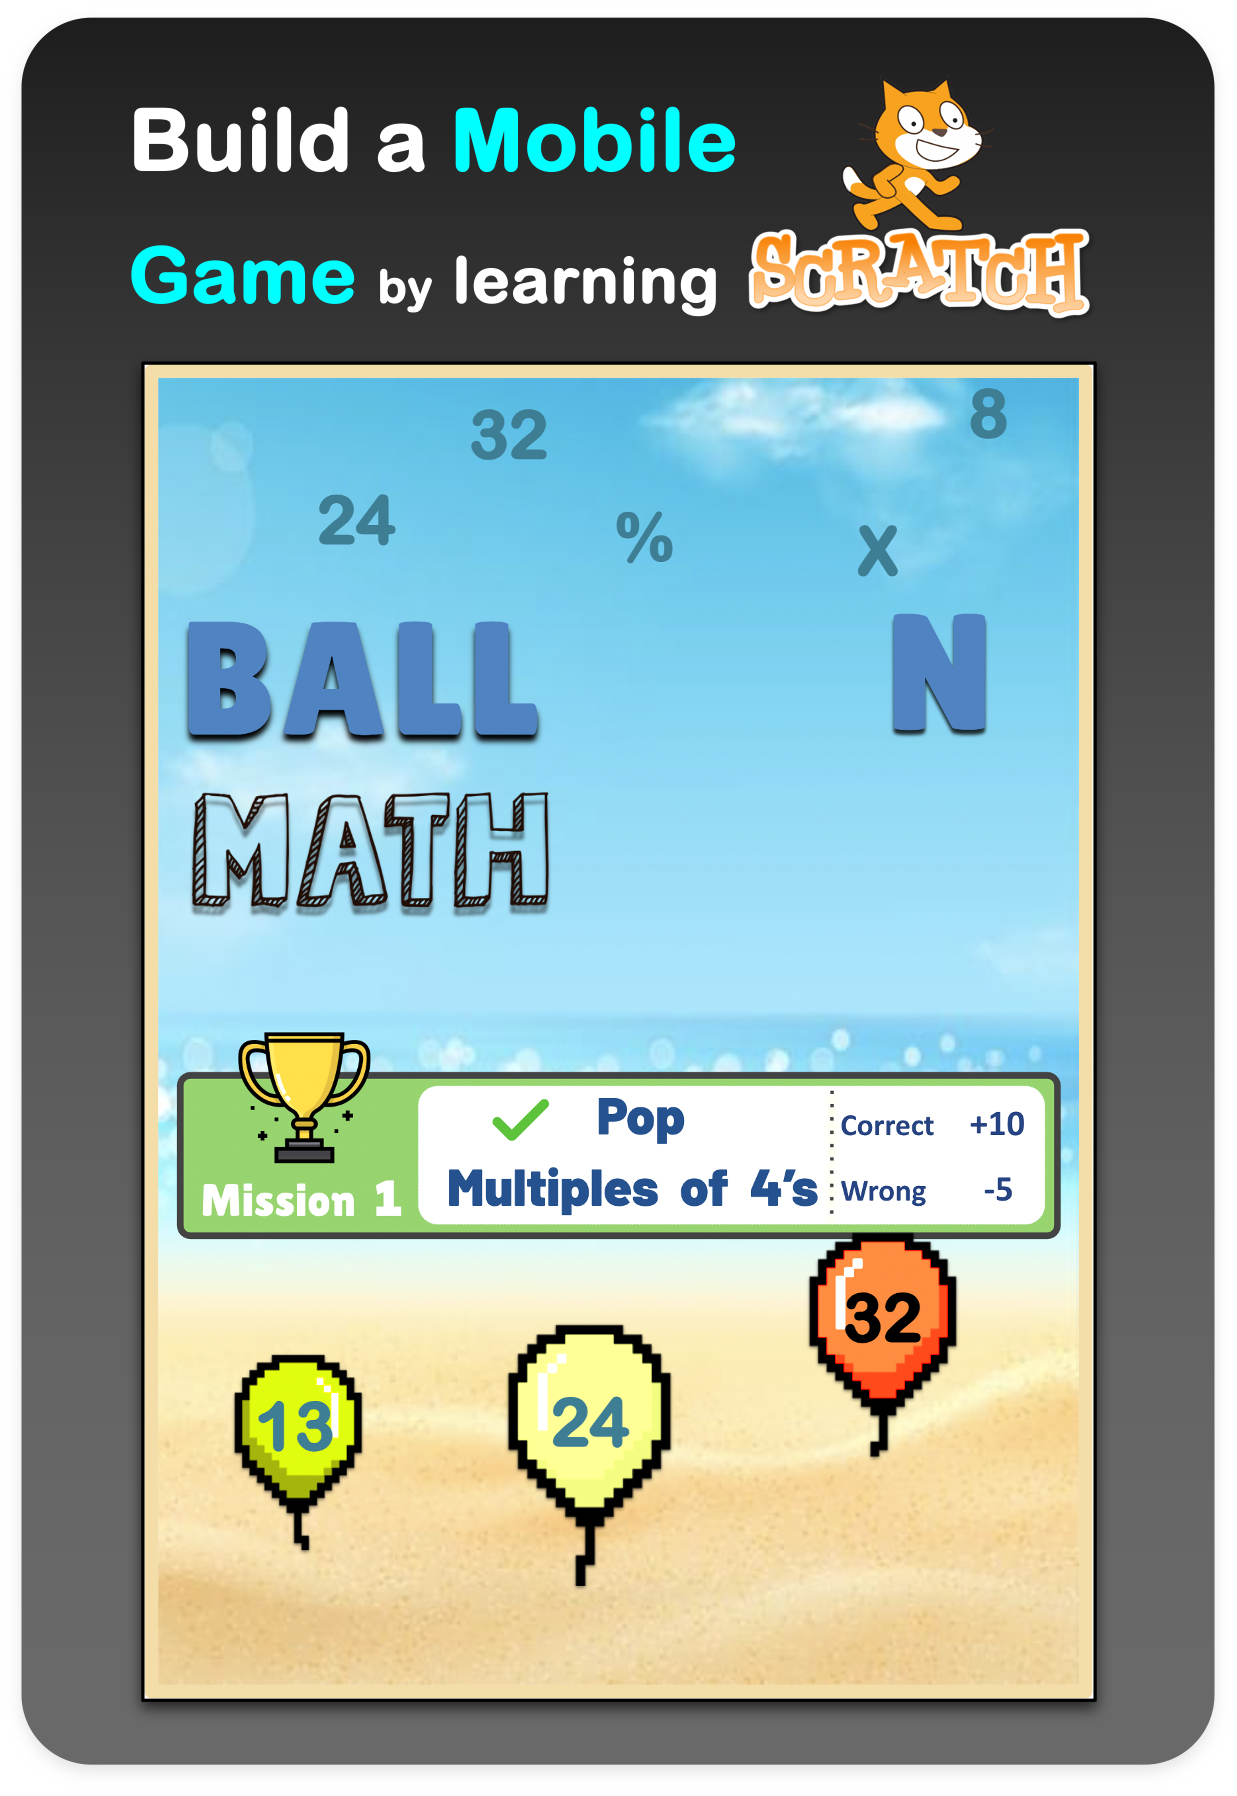 Build a Mobile
Game by learning SCRATCH
32
8
24
%
X
BALL N
MATH
Mission 1
Pop
Multiples of 4’s
Correct +10
Wrong -5
32
13
24